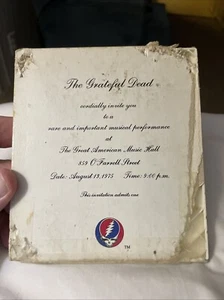 The Grateful Dead
cordially invite you
to a
rare and important musical performance
at
The Great American Music Hall
859 O'Farrell Street
Date: August 13, 1975 Time: 9:00 p.m.
This invitation admits one
TM